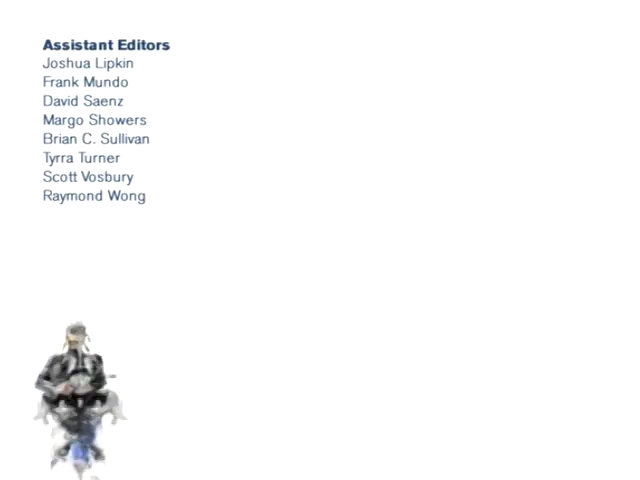 Assistant Editors
Joshua Lipkin
Frank Mundo
David Saenz
Margo Showers
Brian C. Sullivan
Tyrra Turner
Scott Vosbury
Raymond Wong